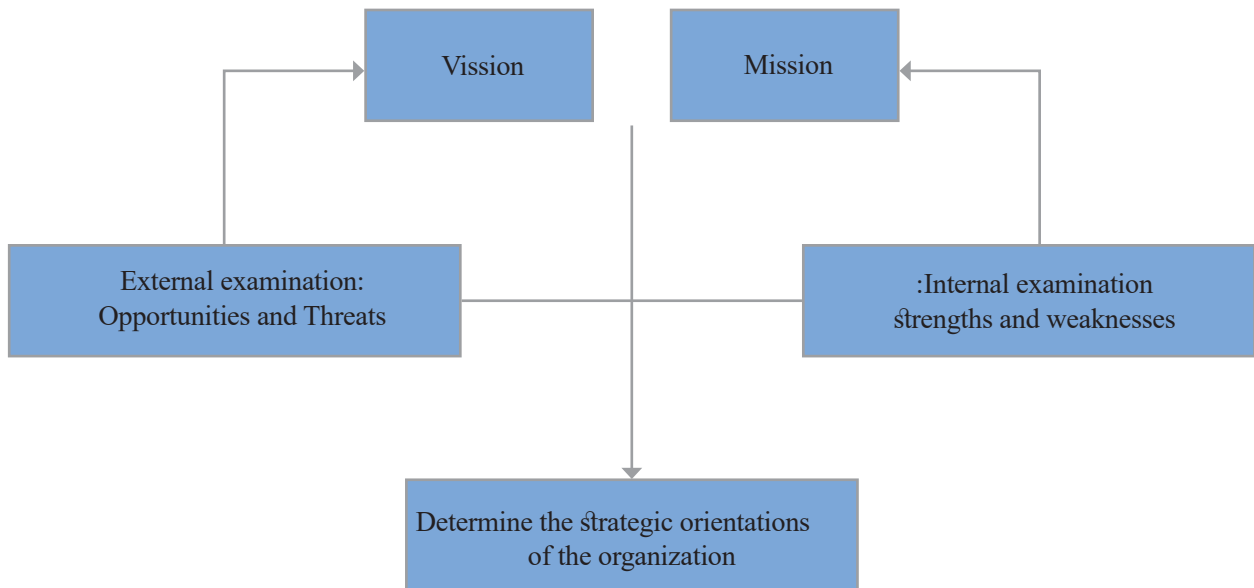 Vission
Mission
External examination:
Opportunities and Threats
:Internal examination
strengths and weaknesses
Determine the strategic orientations
of the organization